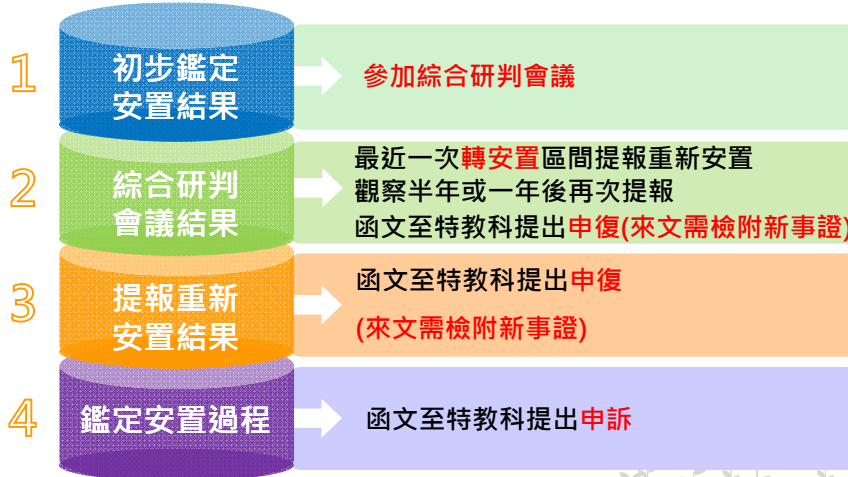 1
初步鑑定
安置結果
參加綜合研判會議
2
綜合研判
會議結果
最近一次轉安置區間提報重新安置
觀察半年或一年後再次提報
函文至特教科提出申復(來文需檢附新事證)
3
提報重新
安置結果
函文至特教科提出申復
(來文需檢附新事證)
4
鑑定安置過程
函文至特教科提出申訴